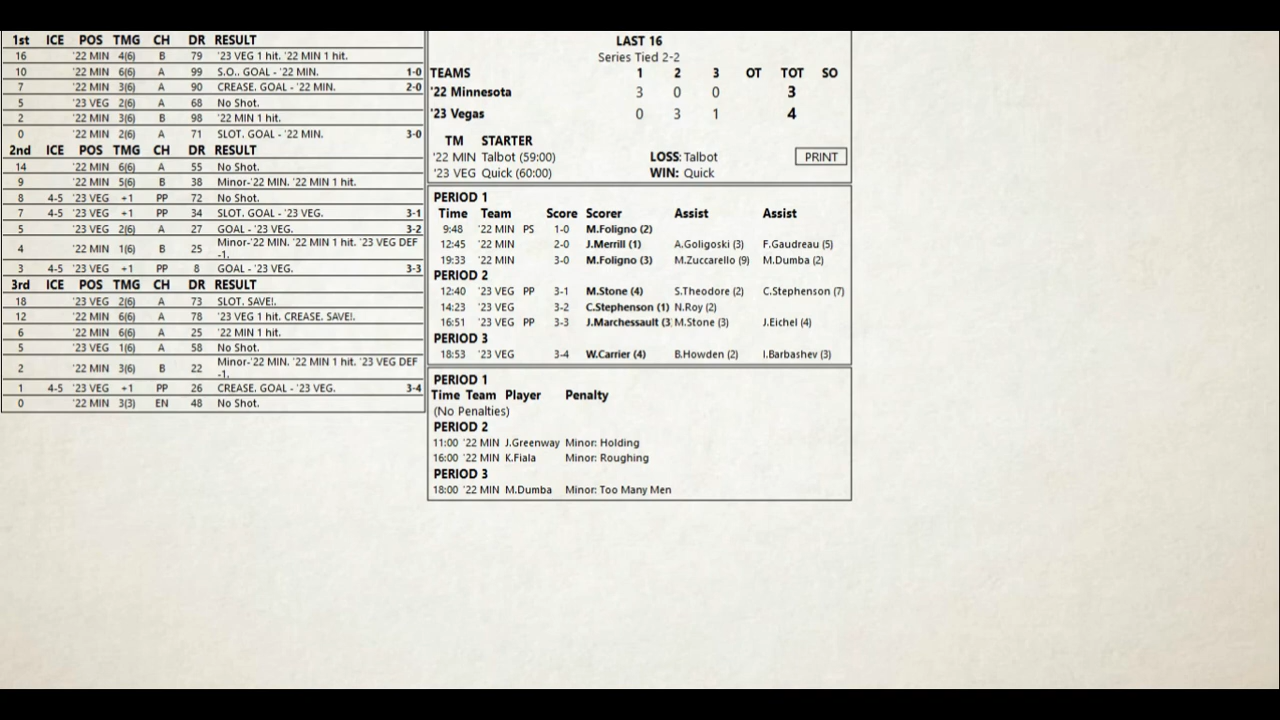 1st ICE POS TMG CH DR RESULT
16 '22 MIN 4(6) B 79 '23 VEG 1 hit. '22 MIN 1 hit.
10 '22 MIN 6(6) A 99 S.O.. GOAL - '22 MIN. 1-0
7 '22 MIN 3(6) A 90 CREASE. GOAL - '22 MIN. 2-0
5 '23 VEG 2(6) A 68 No Shot.
2 '22 MIN 3(6) B 98 '22 MIN 1 hit.
0 '22 MIN 2(6) A 71 SLOT. GOAL - '22 MIN. 3-0
2nd ICE POS TMG CH DR RESULT
14 '22 MIN 6(6) A 55 No Shot.
9 '22 MIN 5(6) B 38 Minor-'22 MIN. '22 MIN 1 hit.
8 4-5 '23 VEG -1 PP 72 No Shot.
7 4-5 '23 VEG +1 PP 34 SLOT. GOAL - '23 VEG. 3-1
5 '23 VEG 2(6) A 27 GOAL - '23 VEG. 3-2
4 '22 MIN 1(6) B 25 Minor-'22 MIN. '22 MIN 1 hit. '23 VEG DEF
-1.
3 4-5 '23 VEG +1 PP 8 GOAL - '23 VEG. 3-3
3rd ICE POS TMG CH DR RESULT
18 '23 VEG 2(6) A 73 SLOT. SAVE!.
12 '22 MIN 6(6) A 78 '23 VEG 1 hit. CREASE. SAVE!.
6 '22 MIN 6(6) A 25 '22 MIN 1 hit.
5 '23 VEG 1(6) A 58 No Shot.
2 '22 MIN 3(6) B 22 Minor-'22 MIN. '22 MIN 1 hit. '23 VEG DEF
-1.
1 4-5 '23 VEG +1 PP 26 CREASE. GOAL - '23 VEG. 3-4
0 '22 MIN 3(3) EN 48 No Shot.
LAST 16
Series Tied 2-2
TEAMS 1 2 3 OT TOT SO
'22 Minnesota 3 0 0 3
'23 Vegas 0 3 1 4
TM STARTER
'22 MIN Talbot (59:00) LOSS: Talbot PRINT
'23 VEG Quick (60:00) WIN: Quick
PERIOD 1
Time Team Score Scorer Assist Assist
9:48 '22 MIN PS 1-0 M.Foligno (2)
12:45 '22 MIN 2-0 J.Merrill (1) A.Goligoski (3) F.Gaudreau (5)
19:33 '22 MIN 3-0 M.Foligno (3) M.Zuccarello (9) M.Dumba (2)
PERIOD 2
12:40 '23 VEG PP 3-1 M.Stone (4) S.Theodore (2) C.Stephenson (7)
14:23 '23 VEG 3-2 C.Stephenson (1) N.Roy (2)
16:51 '23 VEG PP 3-3 J.Marchessault (3 M.Stone (3) J.Eichel (4)
PERIOD 3
18:53 '23 VEG 3-4 W.Carrier (4) B.Howden (2) I.Barbashev (3)
PERIOD 1
Time Team Player Penalty
(No Penalties)
PERIOD 2
11:00 '22 MIN J.Greenway Minor: Holding
16:00 '22 MIN K.Fiala Minor: Roughing
PERIOD 3
18:00 '22 MIN M.Dumba Minor: Too Many Men